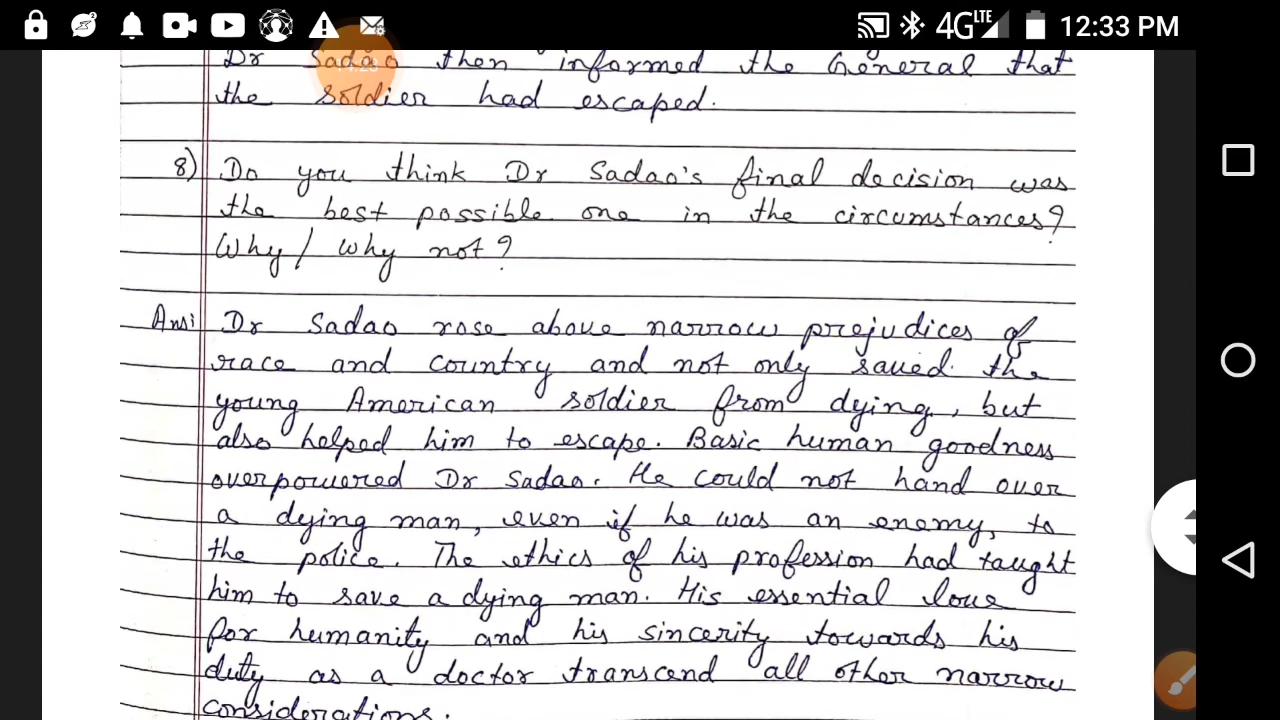 4G LTE 12:33 PM
Dr Sadao then informed the General that
the soldier had escaped.
8) Do you think Dr Sadao's final decision was
the best possible one in the circumstances?
Why / Why not?
Ans: Dr Sadao rose above narrow prejudices of
race and country and not only saved the
young American soldier from dying, but
also helped him to escape. Basic human goodness
overpowered Dr Sadao. He could not hand over
a dying man, even if he was an enemy, to
the police. The ethics of his profession had taught
him to save a dying man. His essential love
for humanity and his sincerity towards his
duty as a doctor transcend all other narrow
considerations.